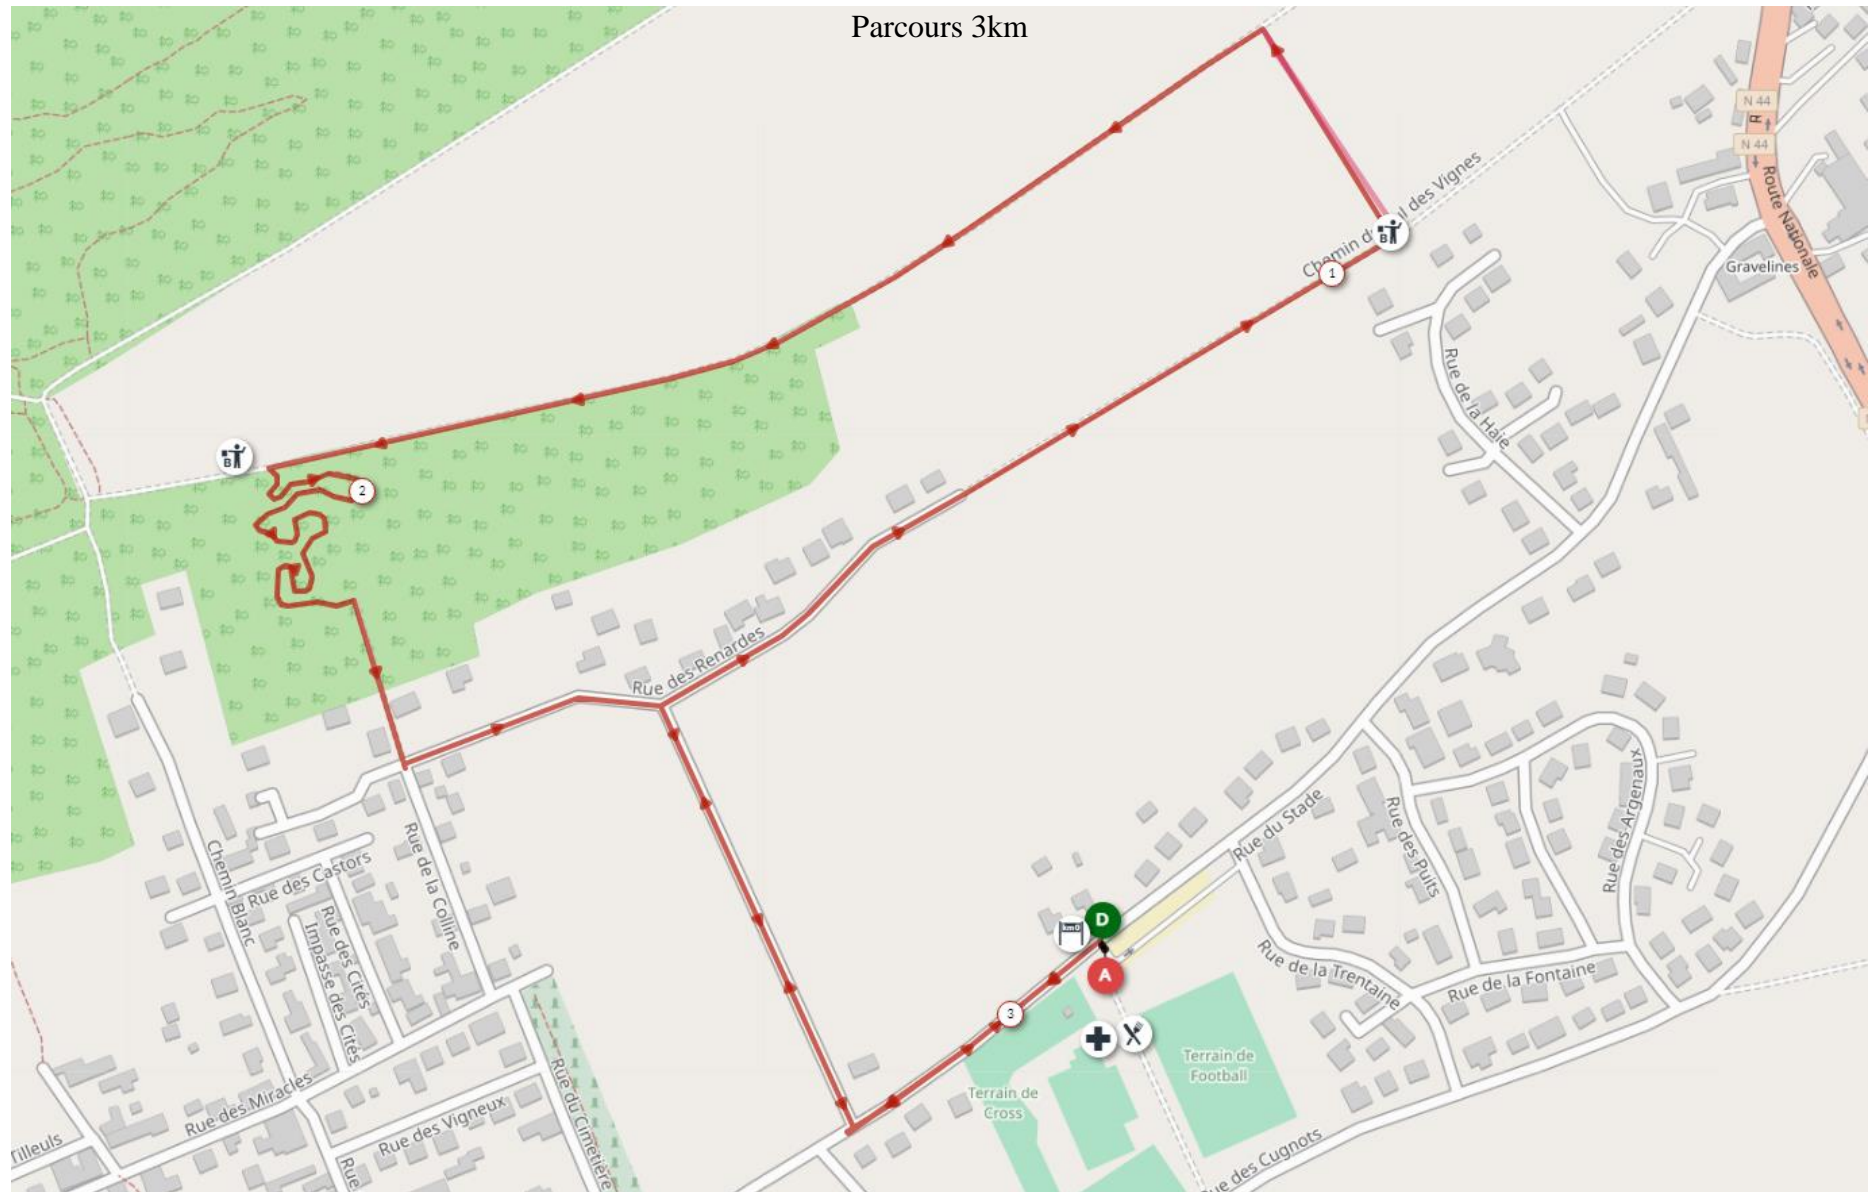 Parcours 3km
N 44
R
N 44
Route Nationale
Gravelines
Chemin d
ul des Vignes
B
1
Rue de la Haie
B
2
Rue des Renardes
Rue du Stade
Rue des Puits
Rue des Argenaux
Chemin Blanc
Rue des Castors
Rue de la Colline
Rue des Cités
Impasse des Cités
D
km0
A
3
Rue de la Trentaine
Rue de la Fontaine
Terrain de
Football
Terrain de
Cross
Rue des Miracles
Rue des Vigneux
Rue du Cimetière
Tilleuls
Rue
ue des Cugnots